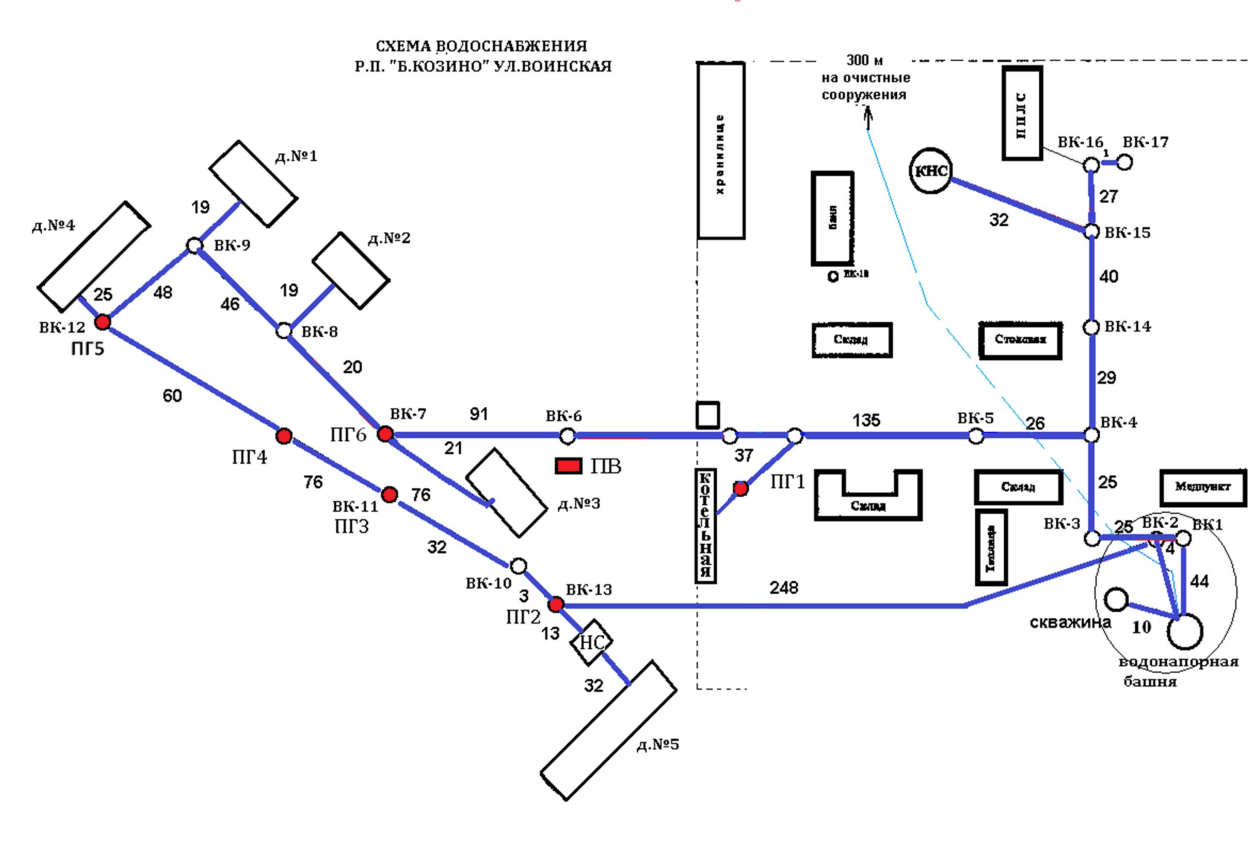 СХЕМА ВОДОСНАБЖЕНИЯ
Р.П. "Б.КОЗИНО" УЛ.ВОИНСКАЯ
300 м
на очистные
сооружения
хранилище
ППЛС
ВК-16
1
ВК-17
КНС
27
32
ВК-15
Баня
ВК-18
40
ВК-14
Склад
Столовая
29
д.№1
19
д.№4
ВК-9
д.№2
25
48
46
19
ВК-12
ПГ5
ВК-8
20
60
ВК-7
91
ВК-6
135
ВК-5
26
ВК-4
ПГ6
21
37
ПГ4
ПВ
ПГ1
76
76
ВК-11
ПГ3
д.№3
котельная
Склад
Склад
25
Медпункт
ВК-3
25
ВК-2
ВК1
4
Теплица
32
ВК-10
3
ВК-13
248
44
ПГ2
13
НС
скважина
10
водонапорная
башня
32
д.№5